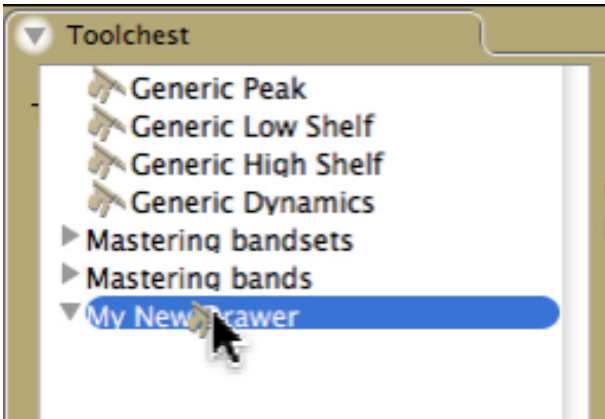 Toolchest
Generic Peak
Generic Low Shelf
Generic High Shelf
Generic Dynamics
Mastering bandsets
Mastering bands
My New Drawer